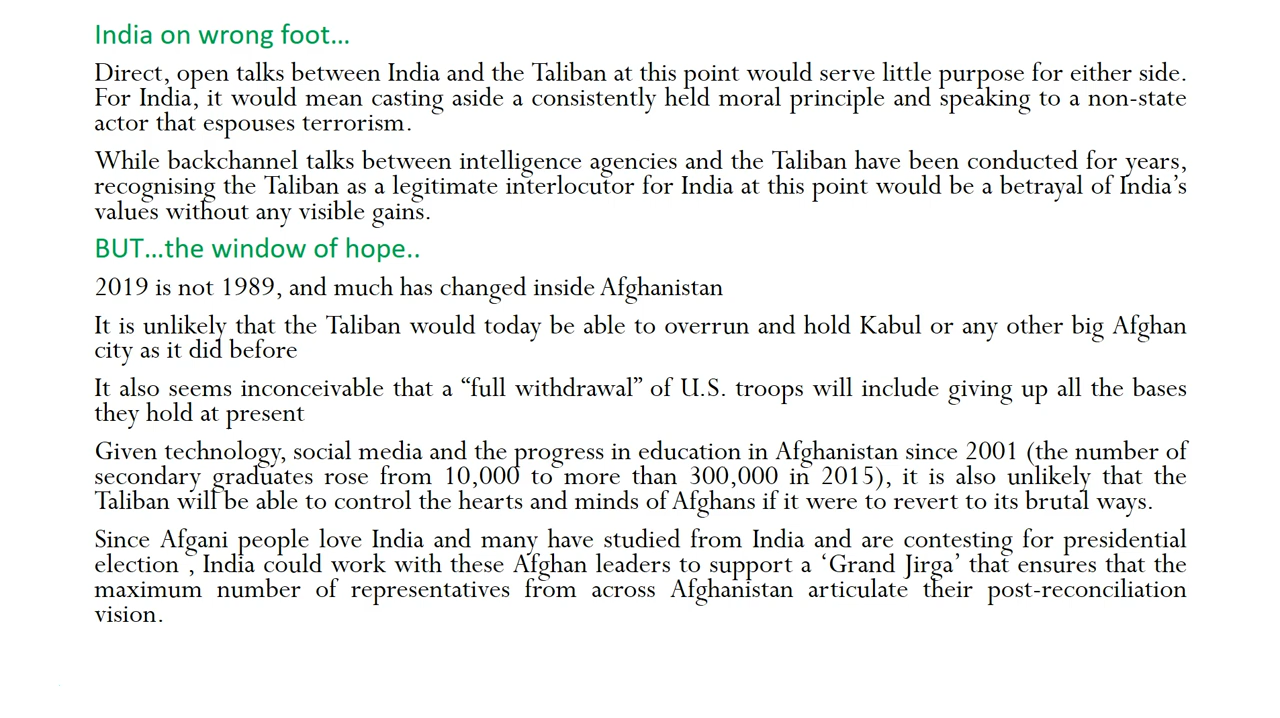 India on wrong foot…
Direct, open talks between India and the Taliban at this point would serve little purpose for either side.
For India, it would mean casting aside a consistently held moral principle and speaking to a non-state
actor that espouses terrorism.
While backchannel talks between intelligence agencies and the Taliban have been conducted for years,
recognising the Taliban as a legitimate interlocutor for India at this point would be a betrayal of India’s
values without any visible gains.
BUT…the window of hope..
2019 is not 1989, and much has changed inside Afghanistan
It is unlikely that the Taliban would today be able to overrun and hold Kabul or any other big Afghan
city as it did before
It also seems inconceivable that a “full withdrawal” of U.S. troops will include giving up all the bases
they hold at present
Given technology, social media and the progress in education in Afghanistan since 2001 (the number of
secondary graduates rose from 10,000 to more than 300,000 in 2015), it is also unlikely that the
Taliban will be able to control the hearts and minds of Afghans if it were to revert to its brutal ways.
Since Afgani people love India and many have studied from India and are contesting for presidential
election , India could work with these Afghan leaders to support a ‘Grand Jirga’ that ensures that the
maximum number of representatives from across Afghanistan articulate their post-reconciliation
vision.